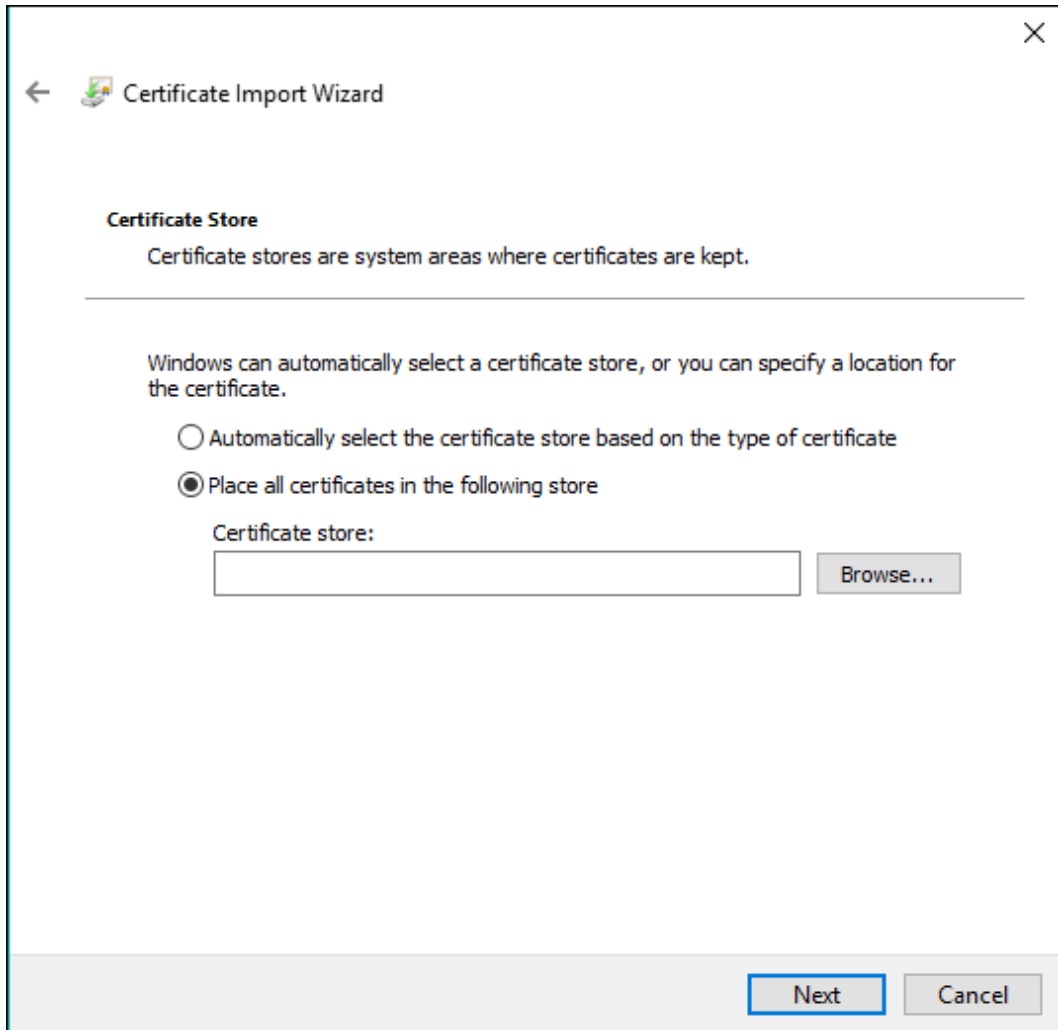 Certificate Import Wizard
Certificate Store
Certificate stores are system areas where certificates are kept.
Windows can automatically select a certificate store, or you can specify a location for
the certificate.
Automatically select the certificate store based on the type of certificate
Place all certificates in the following store
Certificate store:
Browse...
Next
Cancel